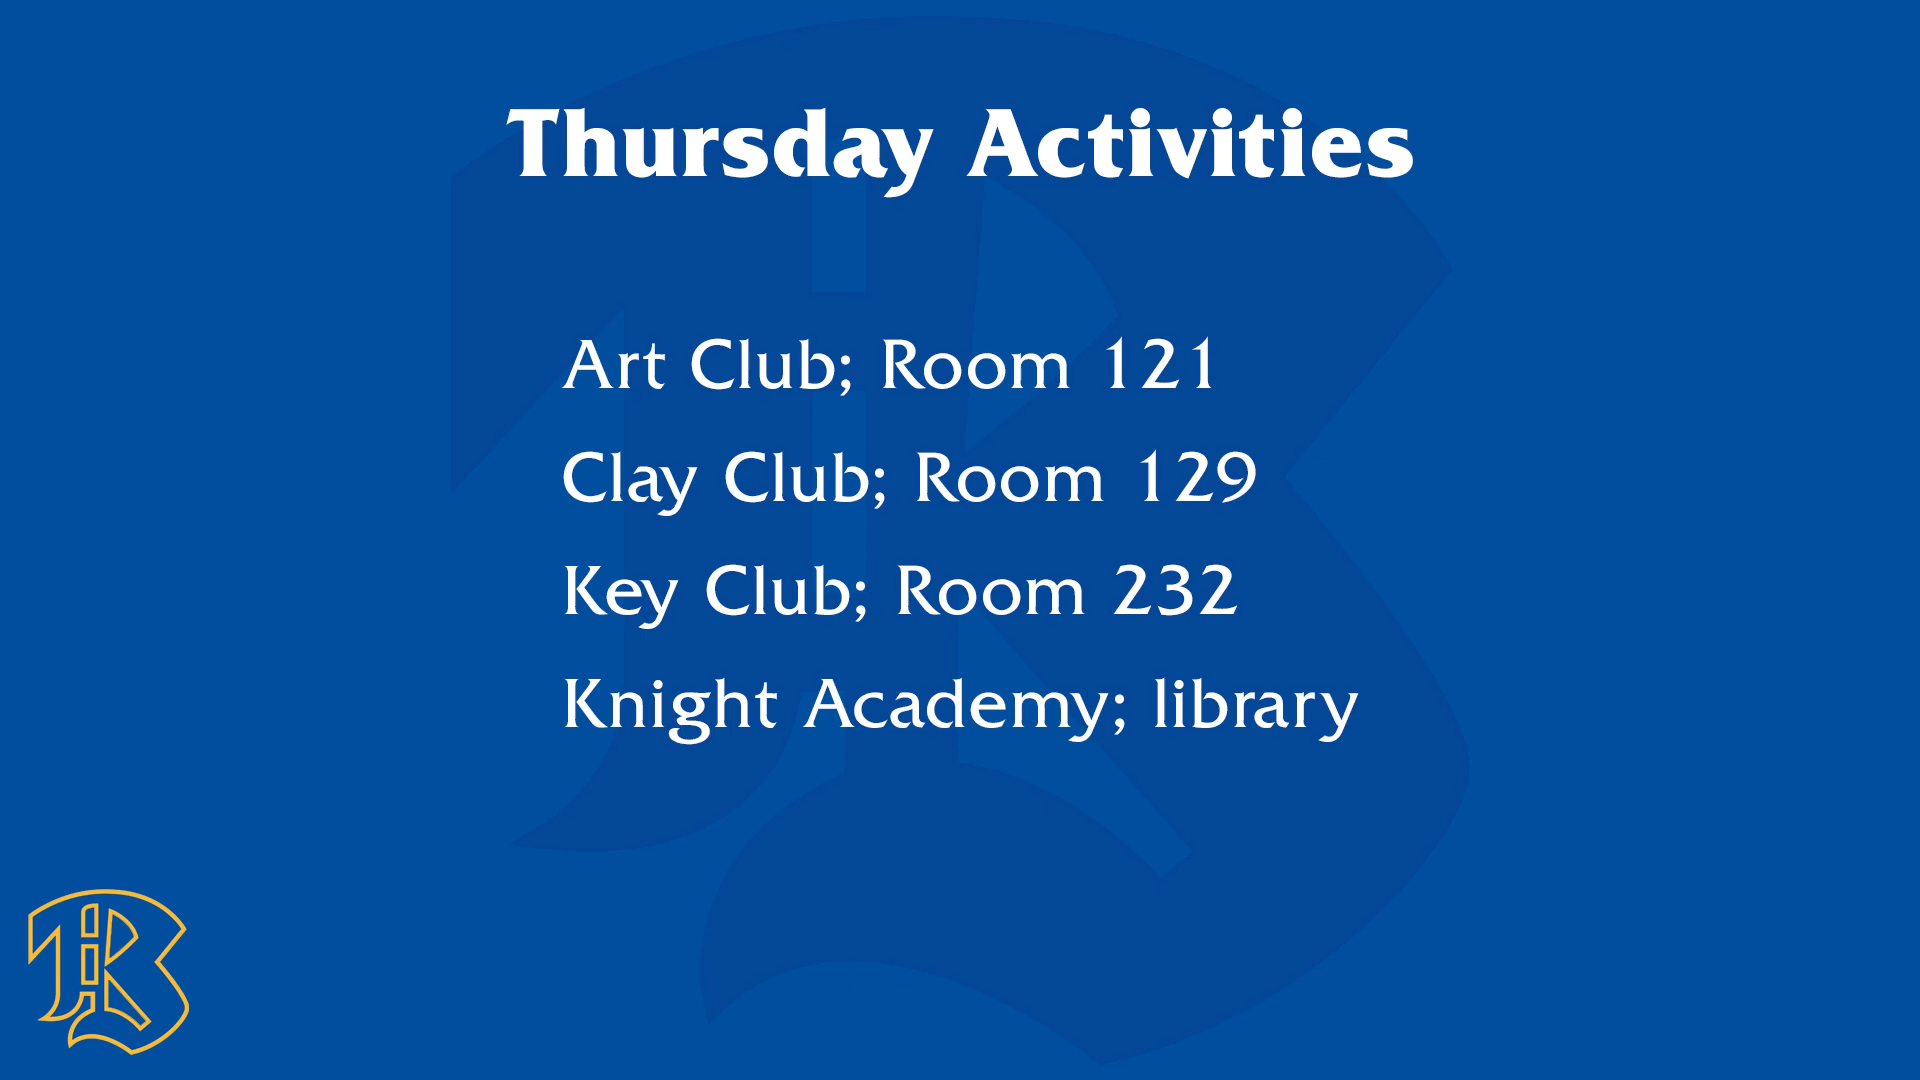 Thursday Activities
Art Club; Room 121
Clay Club; Room 129
Key Club; Room 232
Knight Academy; library
B